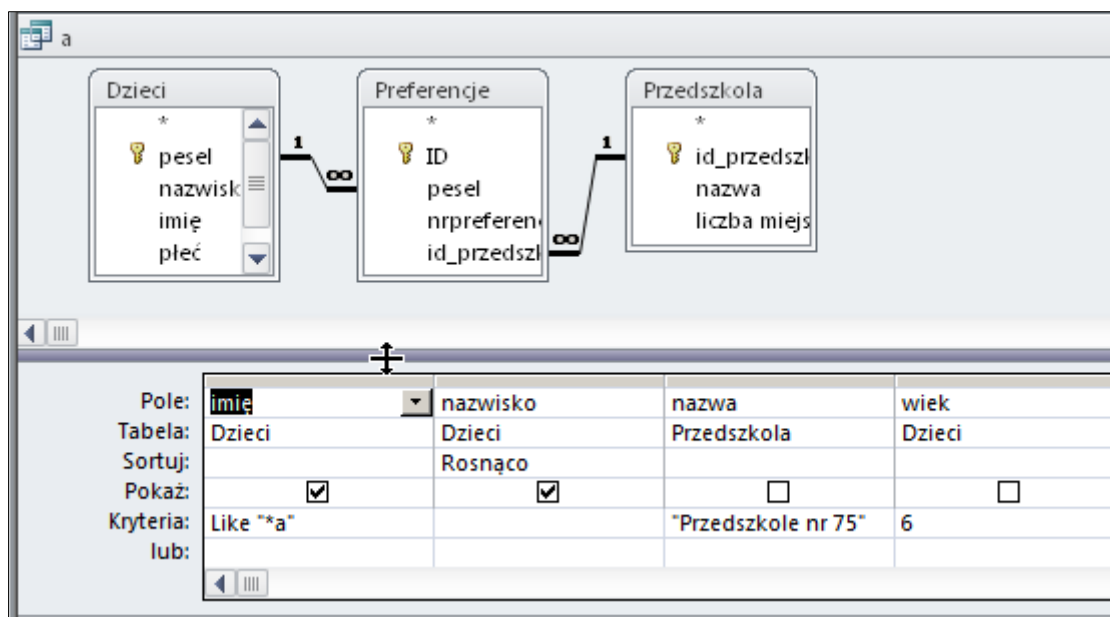 a
Dzieci Preferencje Przedszkola
* * *
pesel ID id_przedszk
nazwisk pesel nazwa
imię nrpreferen liczba miejs
płeć id_przedszk
1 ∞ 1 ∞
Pole: imię nazwisko nazwa wiek
Tabela: Dzieci Dzieci Przedszkola Dzieci
Sortuj: Rosnąco
Pokaż:
Kryteria: Like "*a" "Przedszkole nr 75" 6
lub: